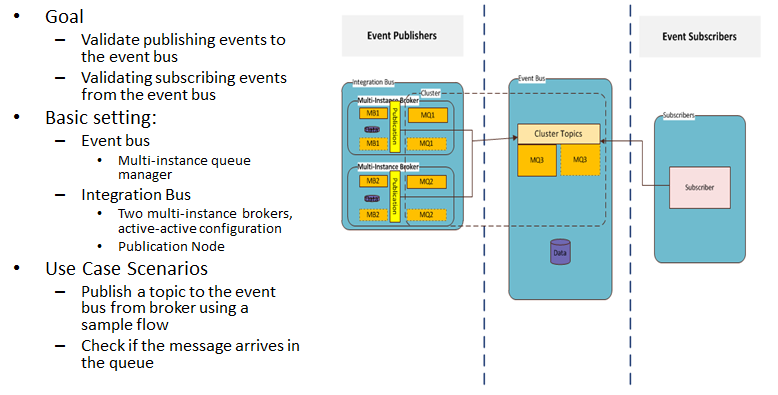 • Goal
– Validate publishing events to
the event bus
– Validating subscribing events
from the event bus
• Basic setting:
– Event bus
• Multi-instance queue
manager
– Integration Bus
• Two multi-instance brokers,
active-active configuration
• Publication Node
• Use Case Scenarios
– Publish a topic to the event
bus from broker using a
sample flow
– Check if the message arrives in
the queue
Event Publishers
Integration Bus
Cluster
Multi-Instance Broker
MB1
MQ1
Data
Publication
MB1
MQ1
Multi-Instance Broker
MB2
MQ2
Data
Publication
MB2
MQ2
Event Bus
Cluster Topics
MQ3
MQ3
Data
Event Subscribers
Subscribers
Subscriber